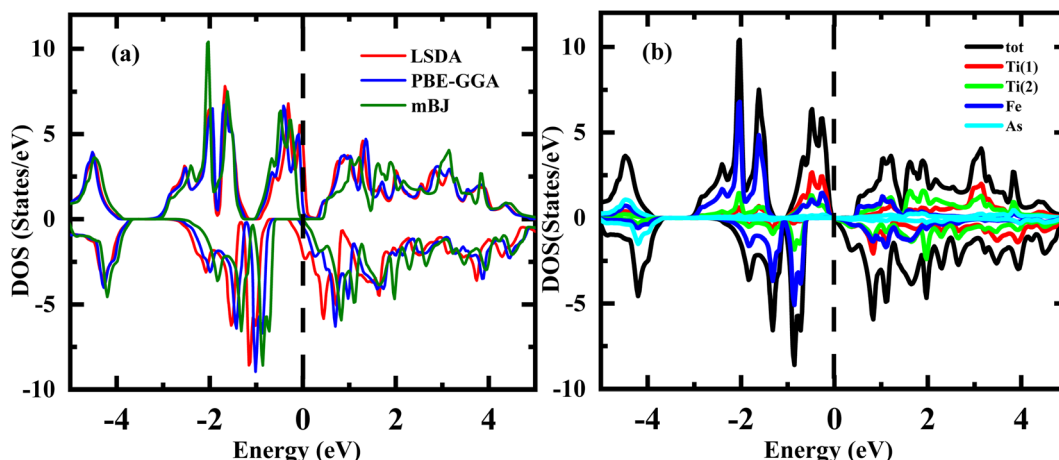 (a)
LSDA
PBE-GGA
mBJ
10
5
0
-5
-10
-4
-2
0
2
4
DOS (States/eV)
Energy (eV)
(b)
tot
Ti(1)
Ti(2)
Fe
As
10
5
0
-5
-10
-4
-2
0
2
4
DOS(States/eV)
Energy (eV)